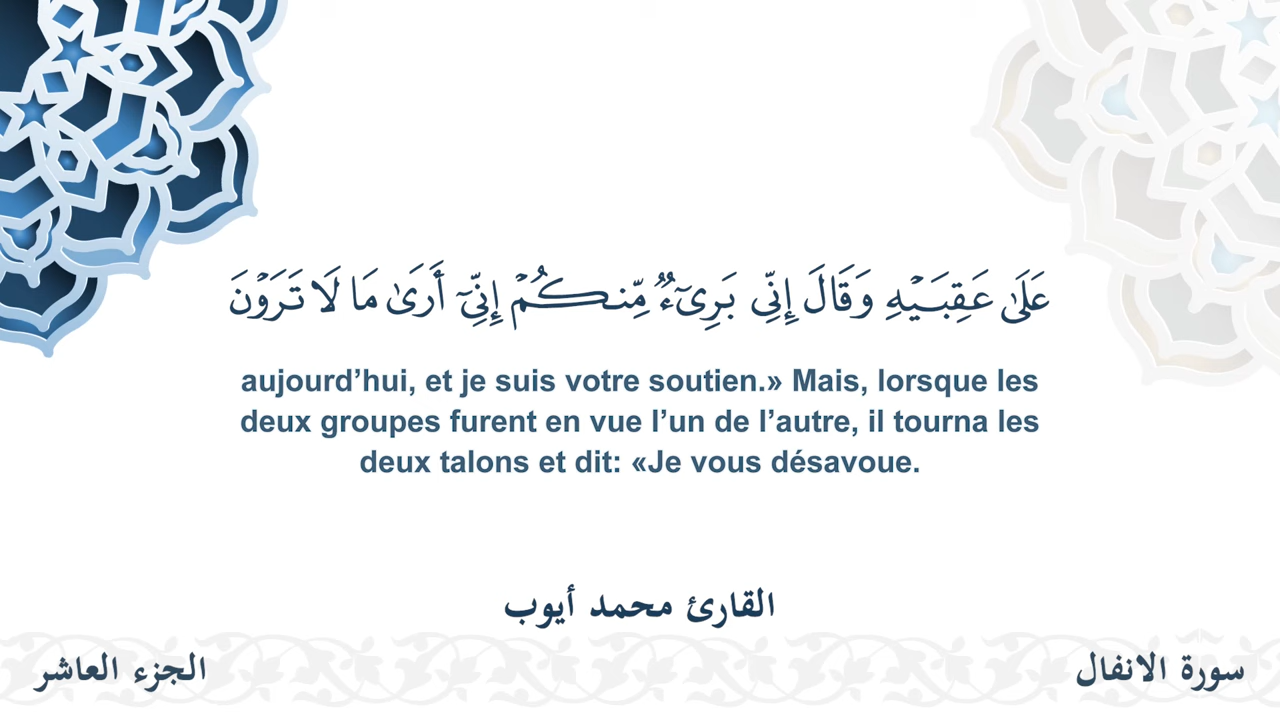 عَلَىٰ عَقِبَيْهِ وَقَالَ إِنِّى بَرِىٓءٌ مِّنكُمْ إِنِّىٓ أَرَىٰ مَا لَا تَرَوْنَ
aujourd’hui, et je suis votre soutien.» Mais, lorsque les
deux groupes furent en vue l’un de l’autre, il tourna les
deux talons et dit: «Je vous désavoue.
القارئ محمد أيوب
سورة الانفال
الجزء العاشر